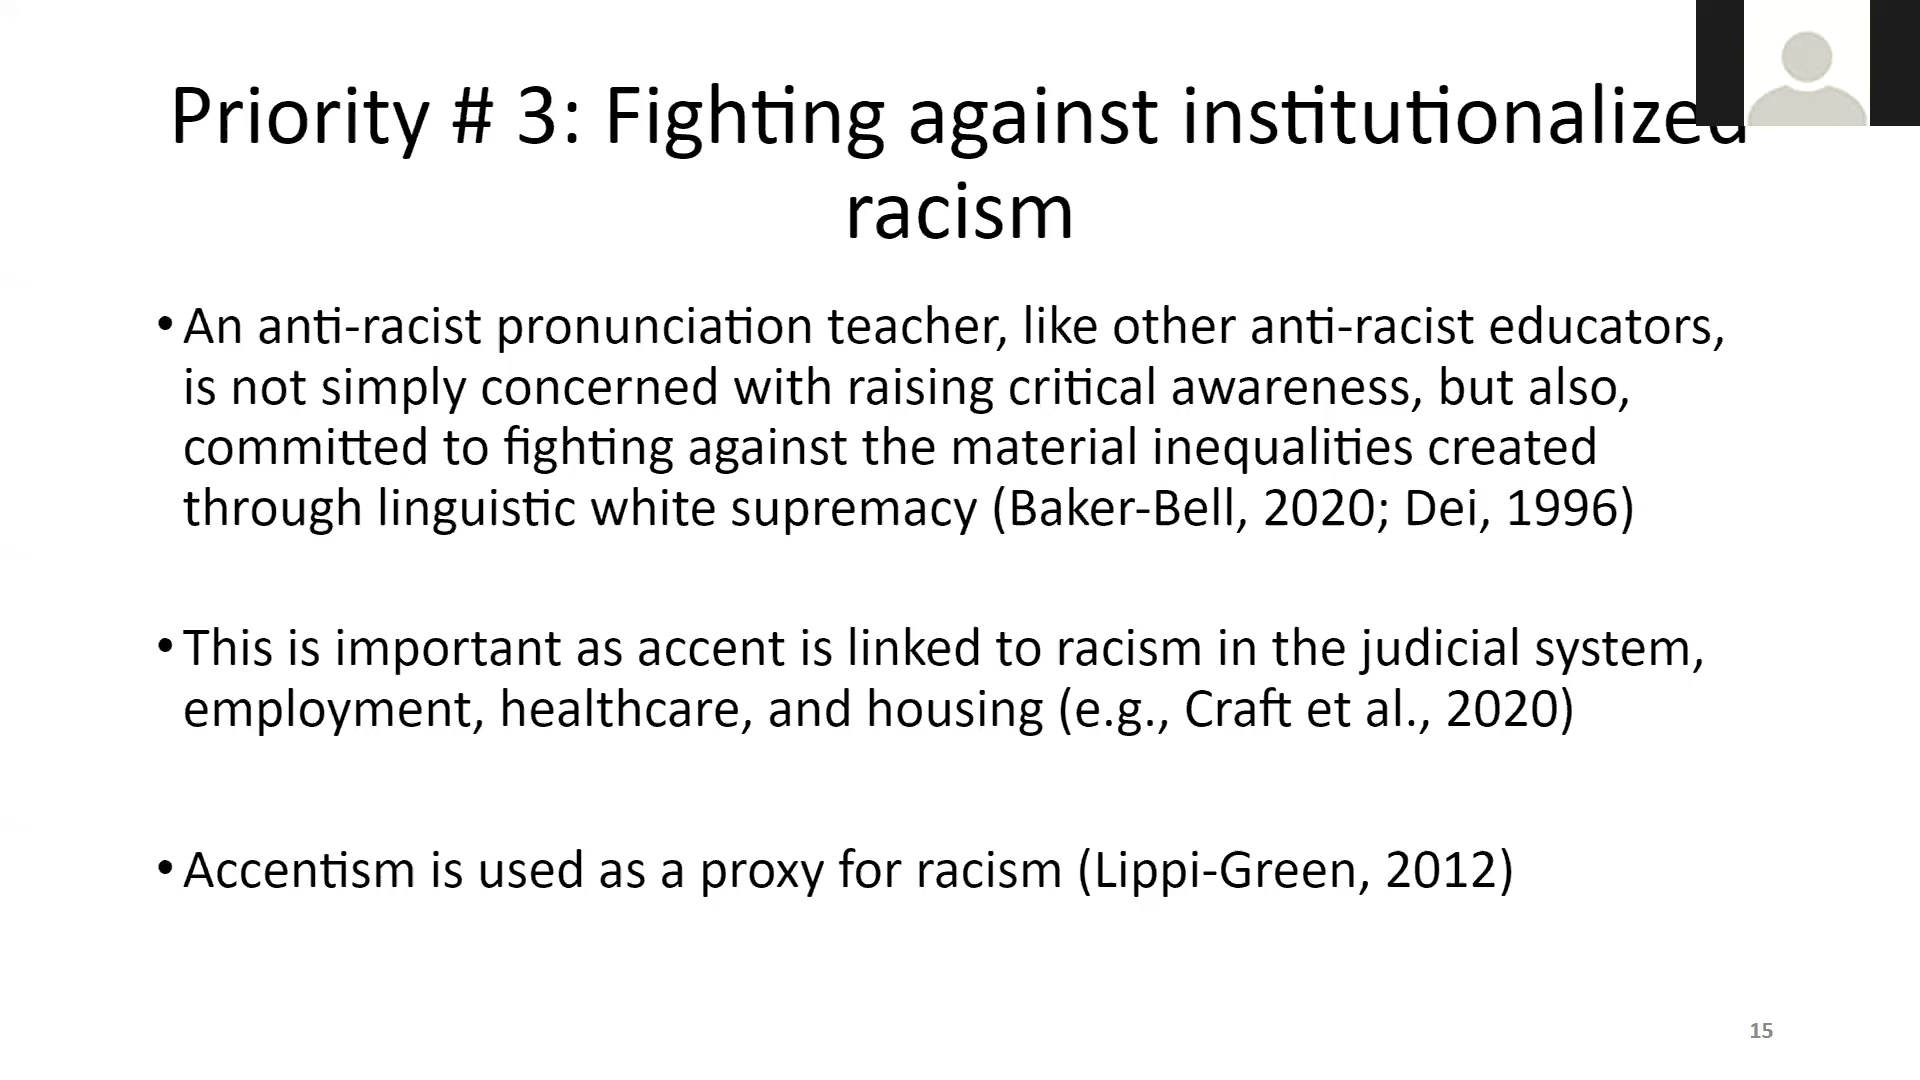 Priority # 3: Fighting against institutionalized
racism
• An anti-racist pronunciation teacher, like other anti-racist educators,
is not simply concerned with raising critical awareness, but also,
committed to fighting against the material inequalities created
through linguistic white supremacy (Baker-Bell, 2020; Dei, 1996)
• This is important as accent is linked to racism in the judicial system,
employment, healthcare, and housing (e.g., Craft et al., 2020)
• Accentism is used as a proxy for racism (Lippi-Green, 2012)
15